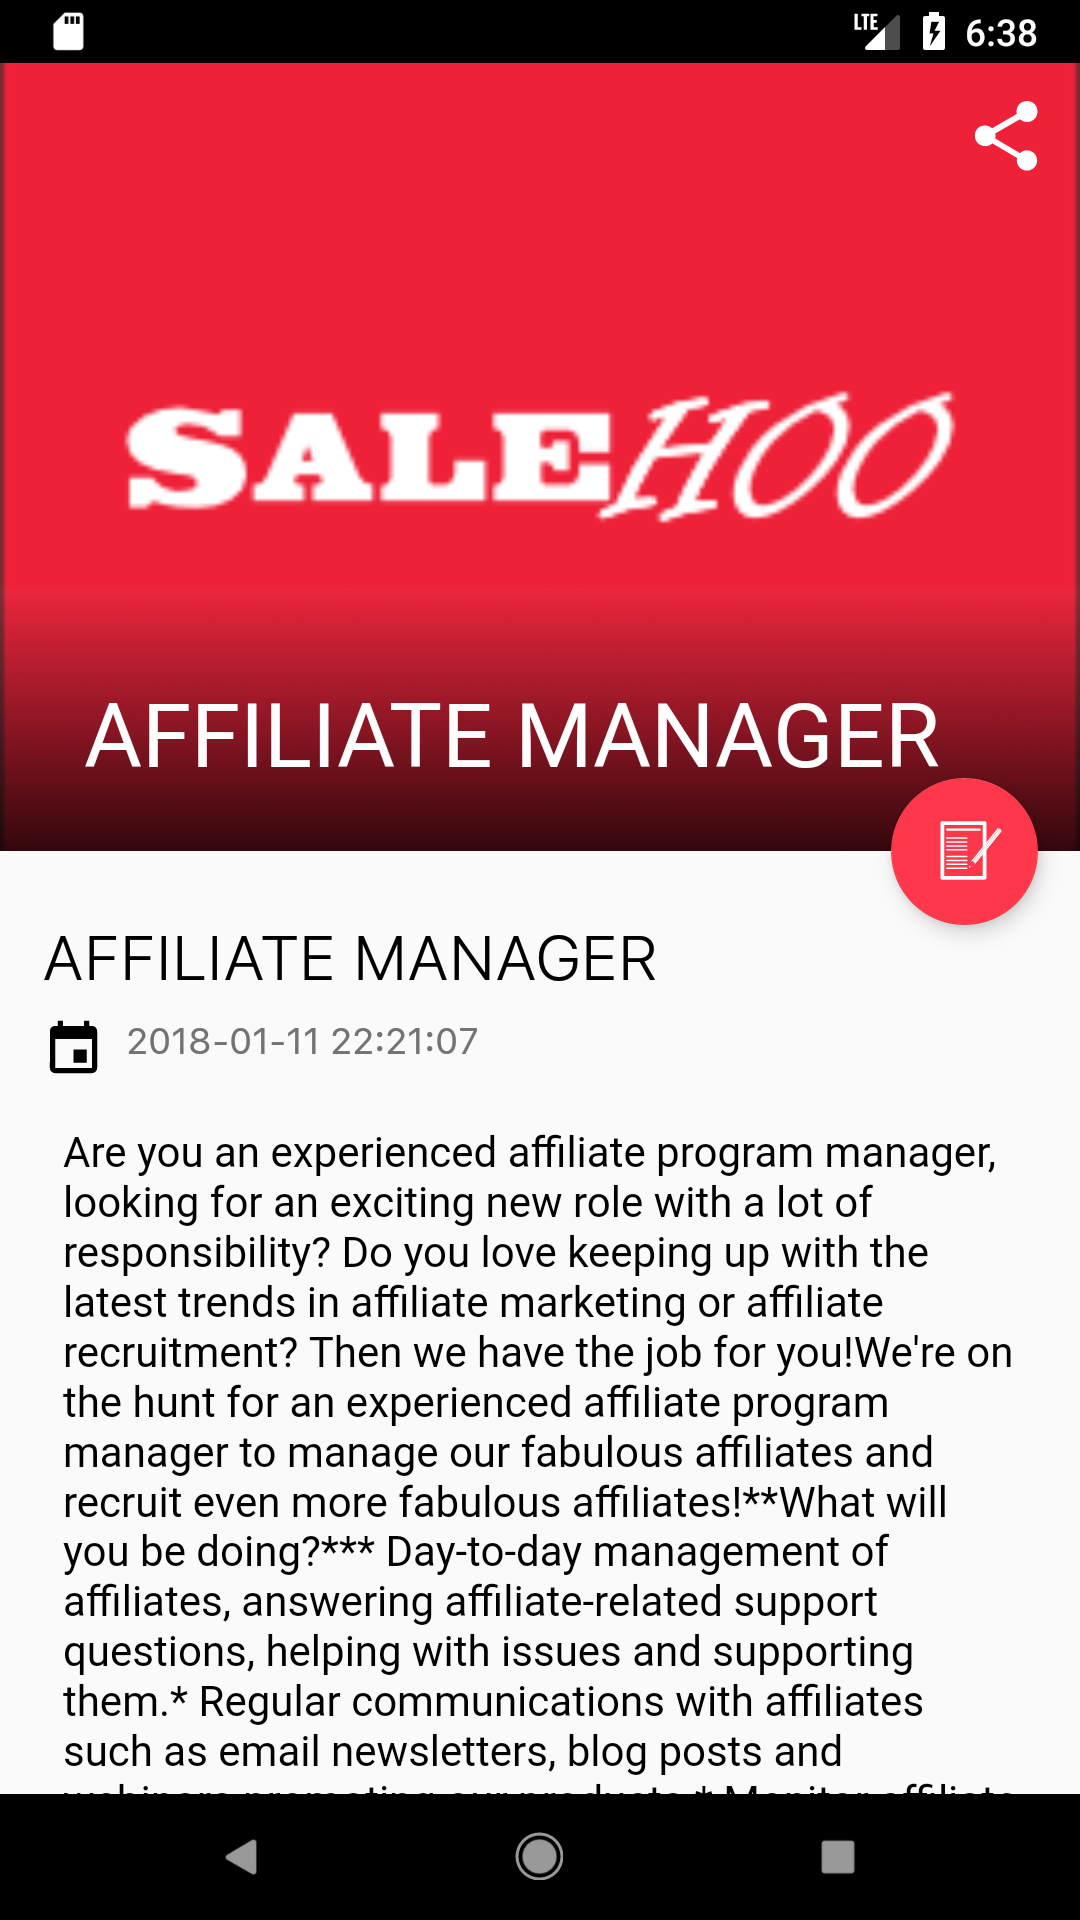 LTE 6:38
SALEHOO
AFFILIATE MANAGER
AFFILIATE MANAGER
2018-01-11 22:21:07
Are you an experienced affiliate program manager,
looking for an exciting new role with a lot of
responsibility? Do you love keeping up with the
latest trends in affiliate marketing or affiliate
recruitment? Then we have the job for you!We're on
the hunt for an experienced affiliate program
manager to manage our fabulous affiliates and
recruit even more fabulous affiliates!**What will
you be doing?*** Day-to-day management of
affiliates, answering affiliate-related support
questions, helping with issues and supporting
them.* Regular communications with affiliates
such as email newsletters, blog posts and